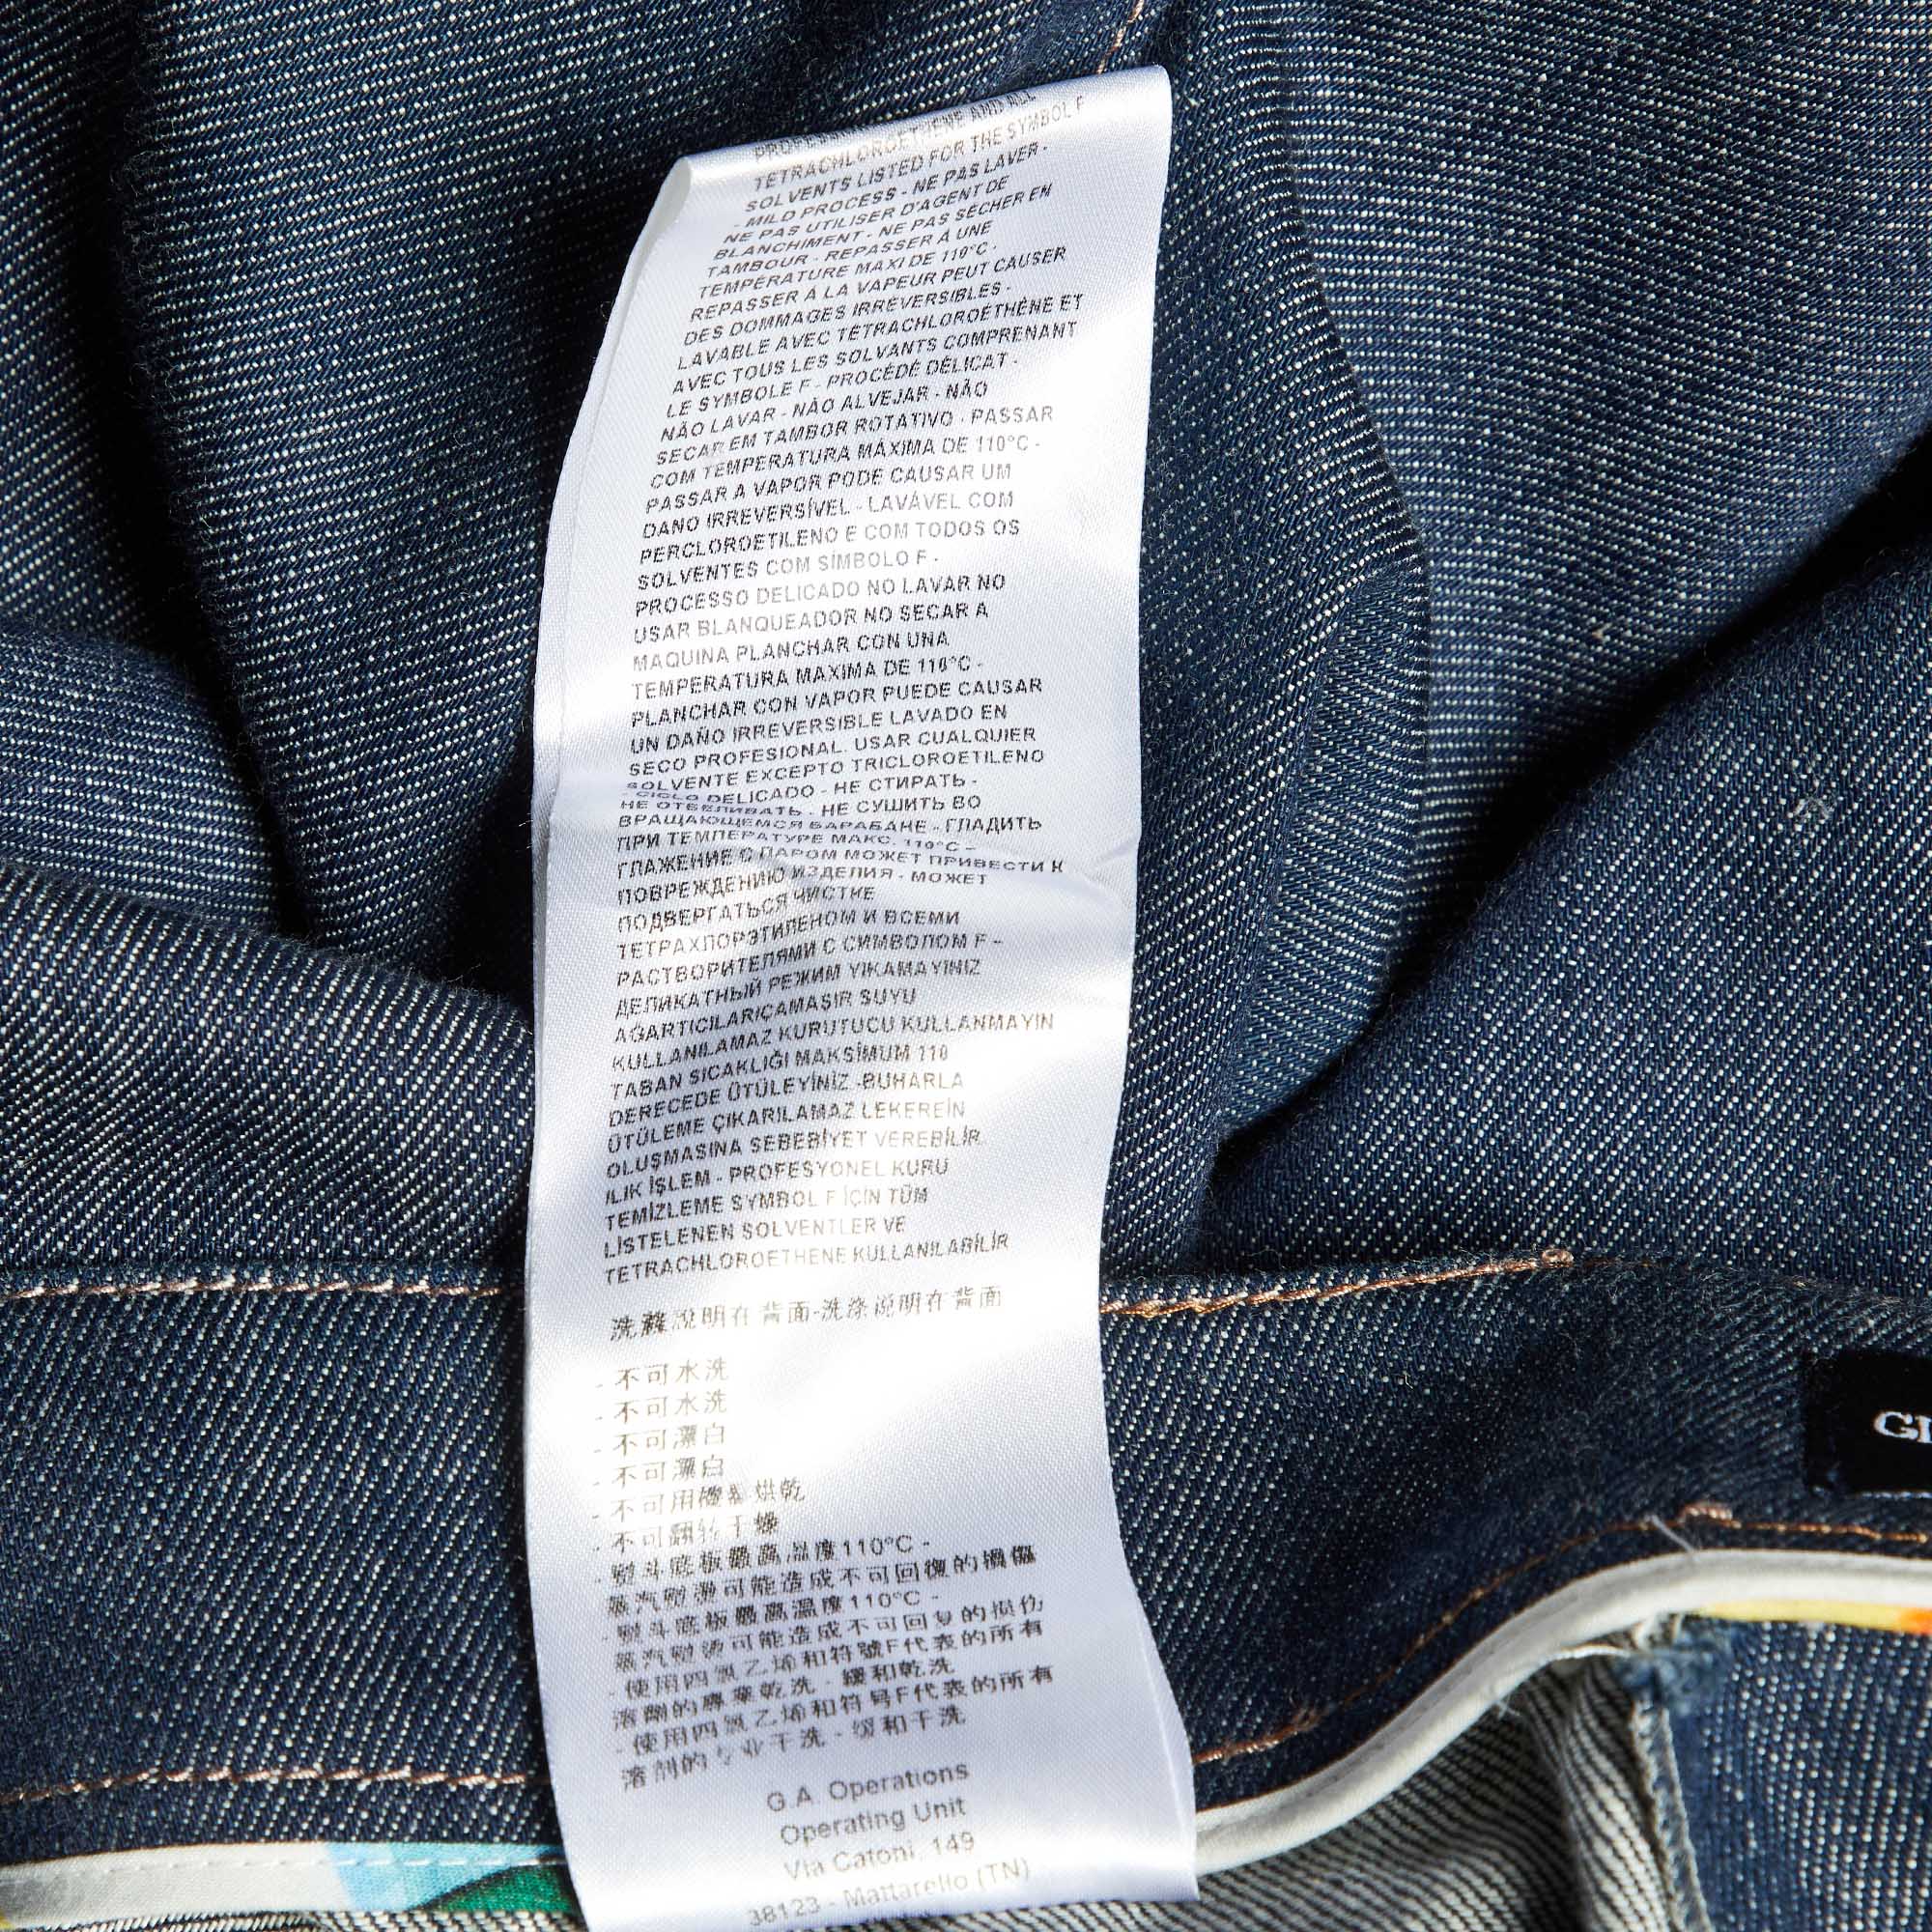 TETRACHLOROETHENE AND ALL
SOLVENTS LISTED FOR THE SYMBOL F
- MILD PROCESS - NE PAS LAVER -
NE PAS UTILISER D'AGENT DE
BLANCHIMENT - NE PAS SÉCHER EM
TAMBOUR - REPASSER À UNE
TEMPÉRATURE MAXI DE 110°C -
REPASSER À LA VAPEUR PEUT CAUSER
DES DOMMAGES IRRÉVERSIBLES -
LAVABLE AVEC TÉTRACHLOROÉTHÈNE ET
AVEC TOUS LES SOLVANTS COMPRENANT
LE SYMBOLE F - PROCÉDÉ DÉLICAT -
NÃO LAVAR - NÃO ALVEJAR - NÃO
SECAR EM TAMBOR ROTATIVO - PASSAR
COM TEMPERATURA MÁXIMA DE 110°C -
PASSAR A VAPOR PODE CAUSAR UM
DANO IRREVERSÍVEL - LAVÁVEL COM
PERCLOROETILENO E COM TODOS OS
SOLVENTES COM SÍMBOLO F -
PROCESSO DELICADO NO LAVAR NO
USAR BLANQUEADOR NO SECAR A
MAQUINA PLANCHAR CON UNA
TEMPERATURA MAXIMA DE 110°C -
PLANCHAR CON VAPOR PUEDE CAUSAR
UN DAÑO IRREVERSIBLE LAVADO EN
SECO PROFESIONAL. USAR CUALQUIER
SOLVENTE EXCEPTO TRICLOROETILENO
- CICLO DELICADO - НЕ СТИРАТЬ -
НЕ ОТБЕЛИВАТЬ - НЕ СУШИТЬ ВО
ВРАЩАЮЩЕМСЯ БАРАБАНЕ - ГЛАДИТЬ
ПРИ ТЕМПЕРАТУРЕ МАКС. 110°C –
ГЛАЖЕНИЕ С ПАРОМ МОЖЕТ ПРИВЕСТИ К
ПОВРЕЖДЕНИЮ ИЗДЕЛИЯ - МОЖЕТ
ПОДВЕРГАТЬСЯ ЧИСТКЕ
ТЕТРАХЛОРЭТИЛЕНОМ И ВСЕМИ
РАСТВОРИТЕЛЯМИ С СИМВОЛОМ F –
ДЕЛИКАТНЫЙ РЕЖИМ YIKAMAYINIZ
AĞARTICILARIÇAMAŞIR SUYU
KULLANILAMAZ KURUTUCU KULLANMAYIN
TABAN SICAKLIĞI MAKSİMUM 110
DERECEDE ÜTÜLEYİNİZ -BUHARLA
ÜTÜLEME ÇIKARILAMAZ LEKEREİN
OLUŞMASINA SEBEBİYET VEREBİLİR.
ILIK İŞLEM - PROFESYONEL KURU
TEMİZLEME SYMBOL F İÇİN TÜM
LİSTELENEN SOLVENTLER VE
TETRACHLOROETHENE KULLANILABİLİR
洗滌說明在背面-洗涤说明在背面
- 不可水洗
- 不可水洗
- 不可漂白
- 不可漂白
- 不可用機器烘乾
- 不可翻转干燥
- 熨斗底板最高溫度110°C -
蒸汽熨燙可能造成不可回復的損傷
- 熨斗底板最高温度110°C -
蒸汽熨烫可能造成不可回复的损伤
- 使用四氯乙烯和符號F代表的所有
溶劑的專業乾洗 - 緩和乾洗
- 使用四氯乙烯和符号F代表的所有
溶剂的专业干洗 - 缓和干洗
G.A. Operations
Operating Unit
Via Catoni, 149
38123 - Mattarello (TN)